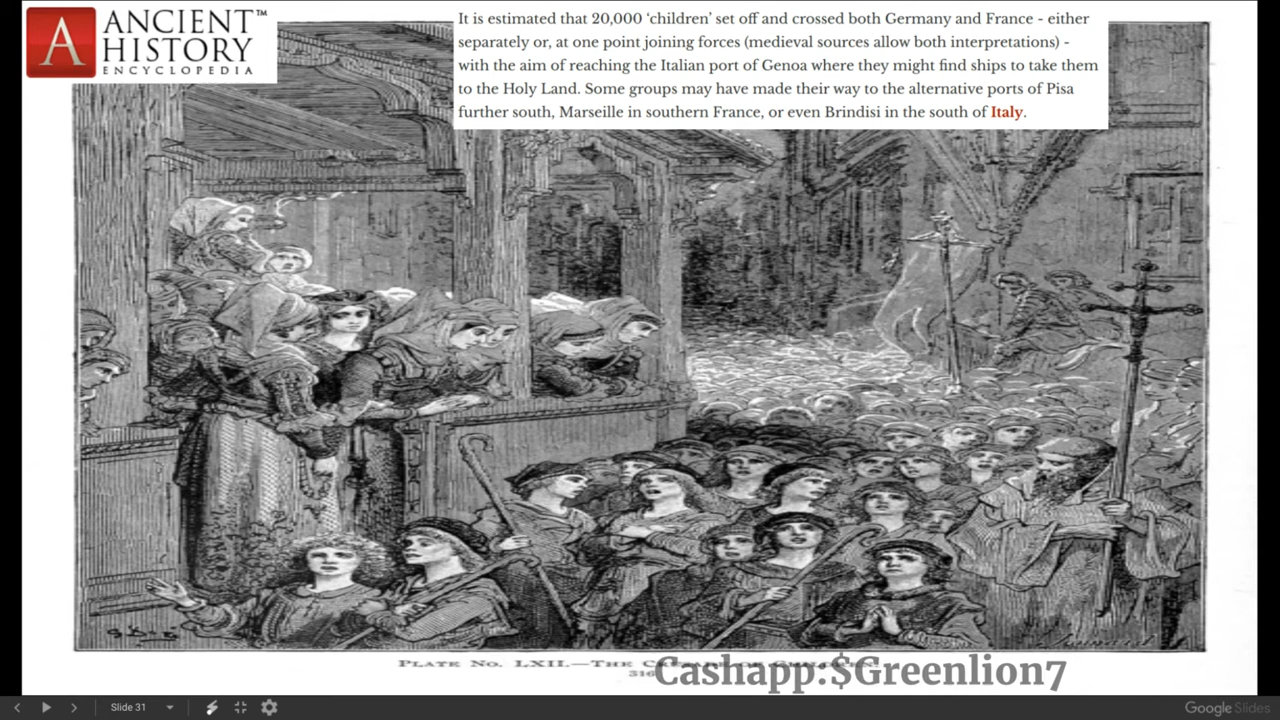 ANCIENT™
HISTORY
ENCYCLOPEDIA
It is estimated that 20,000 ‘children’ set off and crossed both Germany and France - either
separately or, at one point joining forces (medieval sources allow both interpretations) -
with the aim of reaching the Italian port of Genoa where they might find ships to take them
to the Holy Land. Some groups may have made their way to the alternative ports of Pisa
further south, Marseille in southern France, or even Brindisi in the south of Italy.
PLATE NO. LXII.—THE
316
Cashapp:$Greenlion7
Slide 31
Google Slides